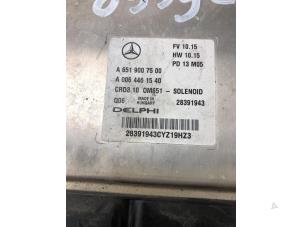 FV 10.15
HW 10.15
PD 13 M05
A 651 900 75 00
A 006 446 15 40
CRD3.10 OM651 - SOLENOID
Q06 MADE IN HUNGARY 28391943
DELPHI
28391943CYZ19HZ3